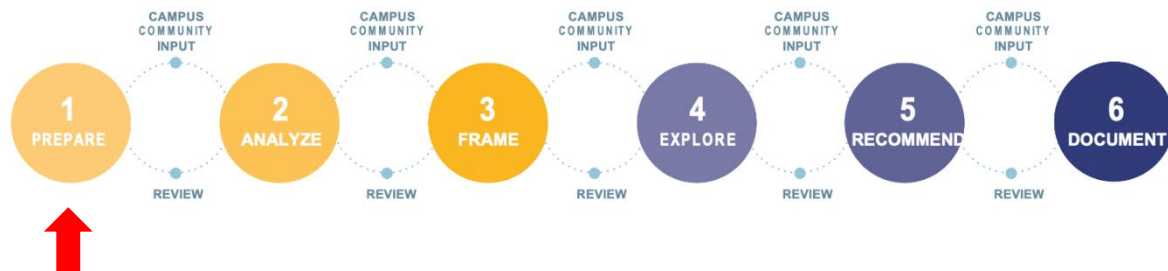 CAMPUS
COMMUNITY
INPUT
CAMPUS
COMMUNITY
INPUT
CAMPUS
COMMUNITY
INPUT
CAMPUS
COMMUNITY
INPUT
CAMPUS
COMMUNITY
INPUT
1
PREPARE
2
ANALYZE
3
FRAME
4
EXPLORE
5
RECOMMEND
6
DOCUMENT
REVIEW
REVIEW
REVIEW
REVIEW
REVIEW